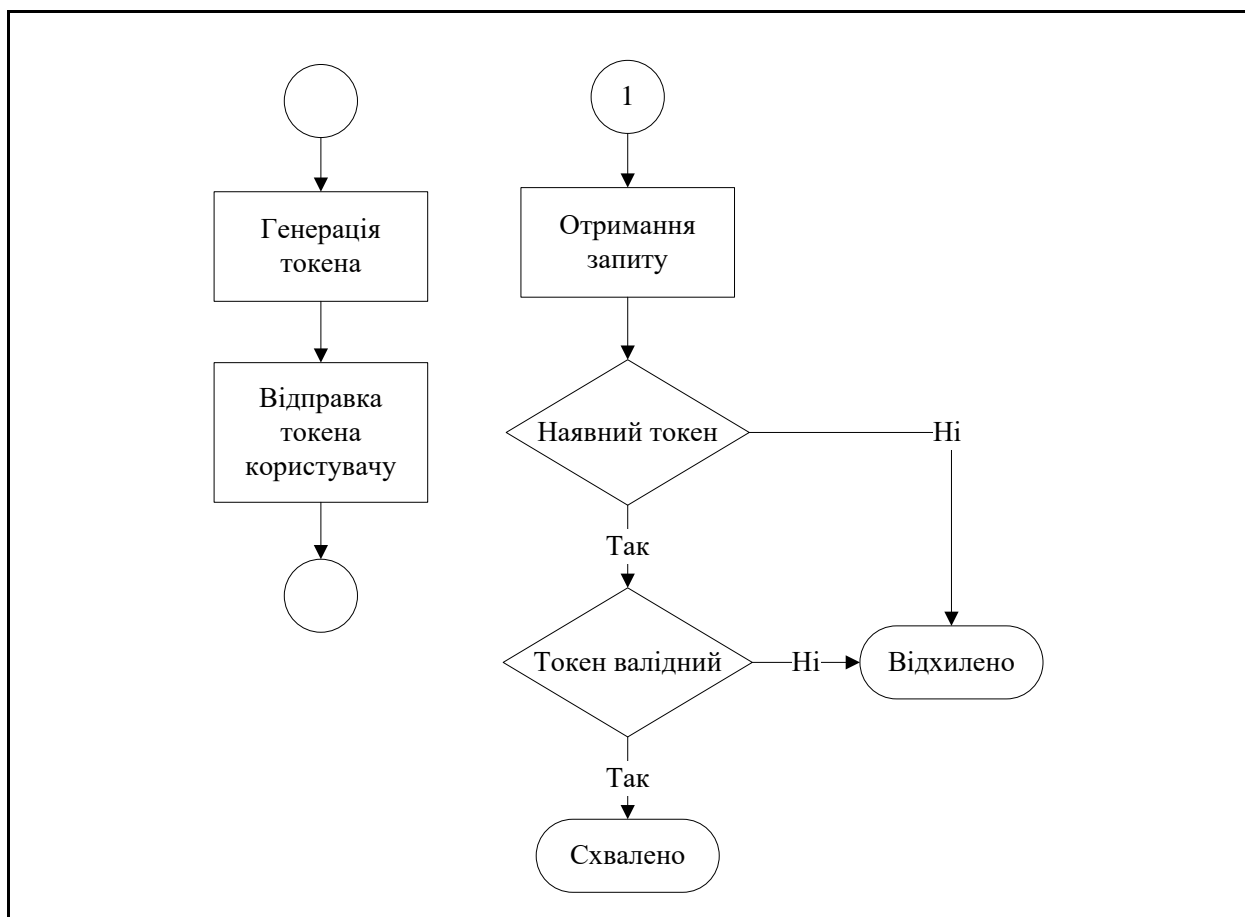 Генерація
токена
Відправка
токена
користувачу
1
Отримання
запиту
Наявний токен
Ні
Так
Токен валідний
Ні
Відхилено
Так
Схвалено